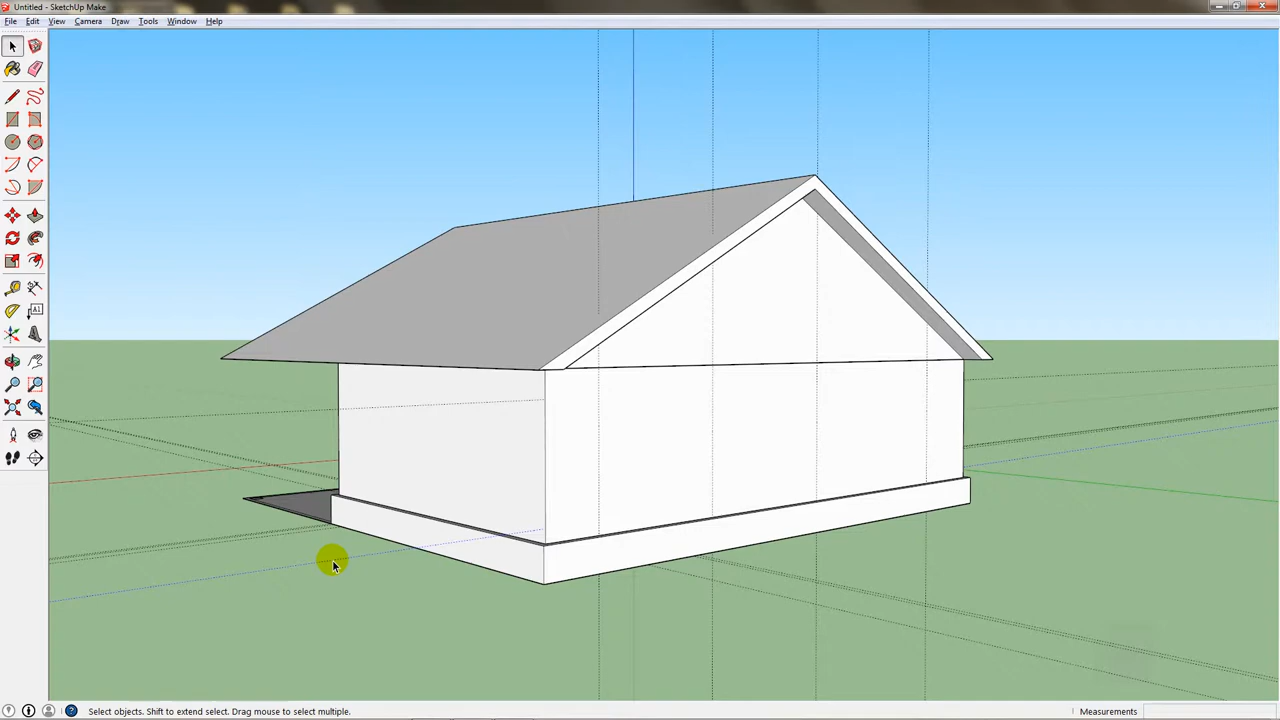 Untitled - SketchUp Make
File Edit View Camera Draw Tools Window Help
A1
Select objects. Shift to extend select. Drag mouse to select multiple.
Measurements